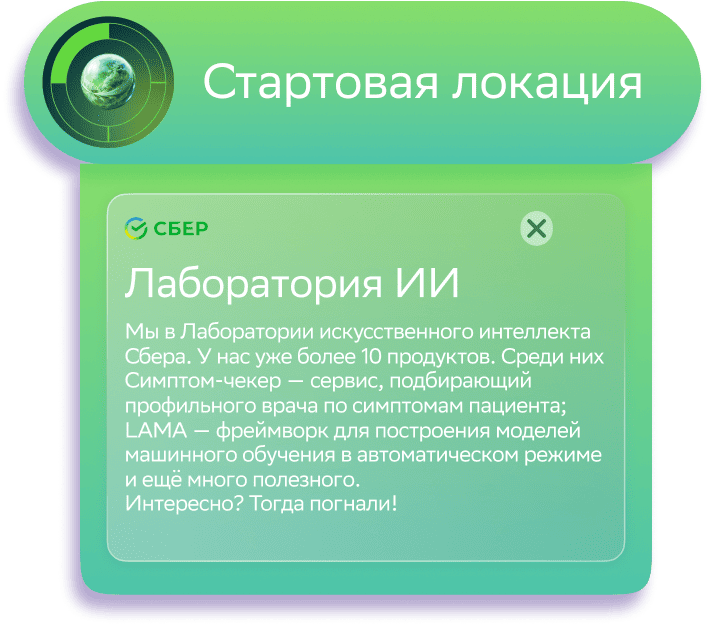 Стартовая локация
СБЕР
Лаборатория ИИ
Мы в Лаборатории искусственного интеллекта
Сбера. У нас уже более 10 продуктов. Среди них
Симптом-чекер — сервис, подбирающий
профильного врача по симптомам пациента;
LAMA — фреймворк для построения моделей
машинного обучения в автоматическом режиме
и ещё много полезного.
Интересно? Тогда погнали!